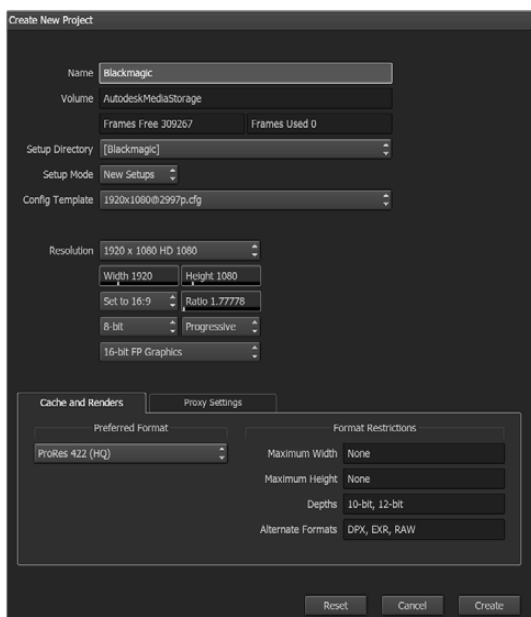 Create New Project
Name Blackmagic
Volume AutodeskMediaStorage
Frames Free 309267 Frames Used 0
Setup Directory [Blackmagic]
Setup Mode New Setups
Config Template 1920x1080@2997p.cfg
Resolution 1920 x 1080 HD 1080
Width 1920 Height 1080
Set to 16:9 Ratio 1.77778
8-bit Progressive
16-bit FP Graphics
Cache and Renders Proxy Settings
Preferred Format Format Restrictions
ProRes 422 (HQ) Maximum Width None
Maximum Height None
Depths 10-bit, 12-bit
Alternate Formats DPX, EXR, RAW
Reset Cancel Create